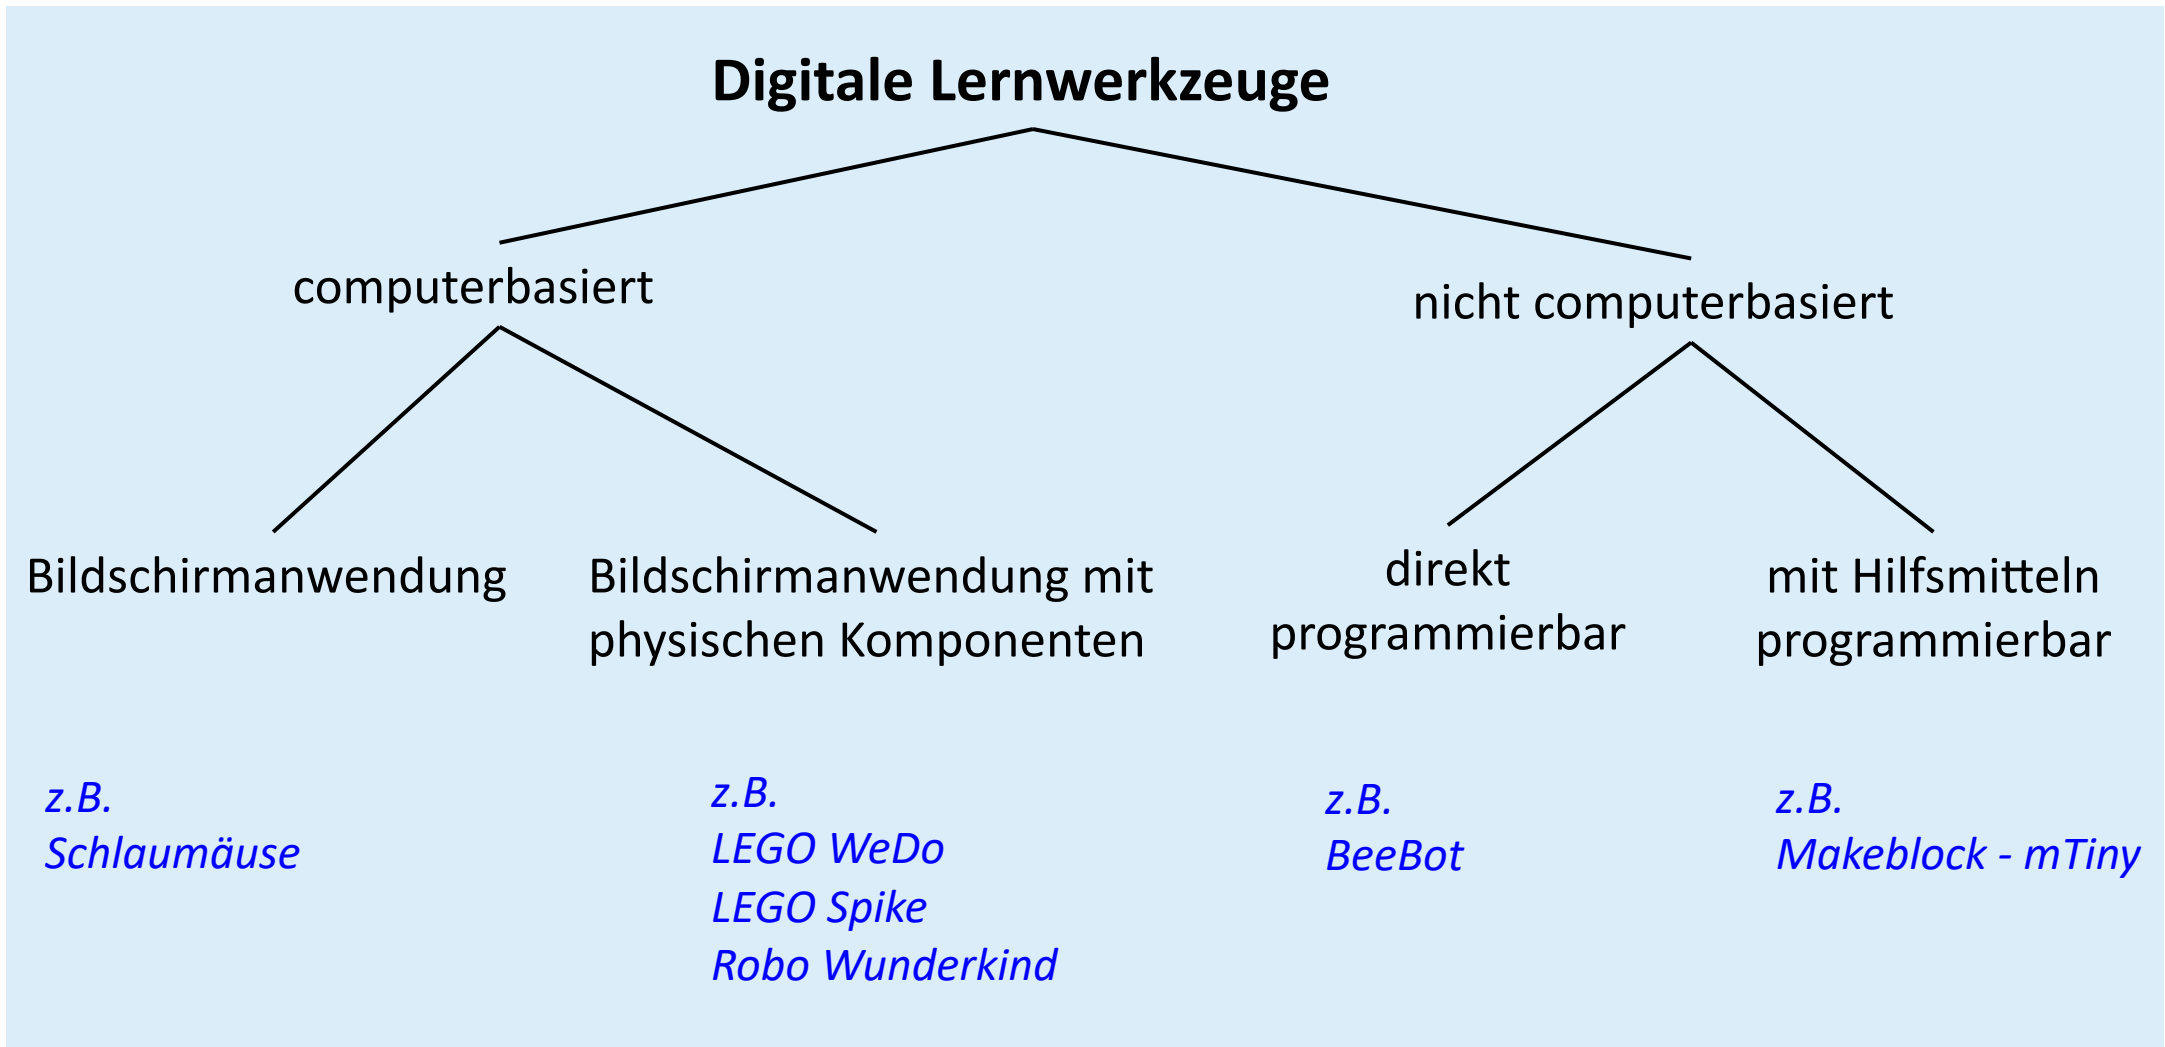 Digitale Lernwerkzeuge
computerbasiert
nicht computerbasiert
Bildschirmanwendung
Bildschirmanwendung mit
physischen Komponenten
direkt
programmierbar
mit Hilfsmitteln
programmierbar
z.B.
Schlaumäuse
z.B.
LEGO WeDo
LEGO Spike
Robo Wunderkind
z.B.
BeeBot
z.B.
Makeblock - mTiny